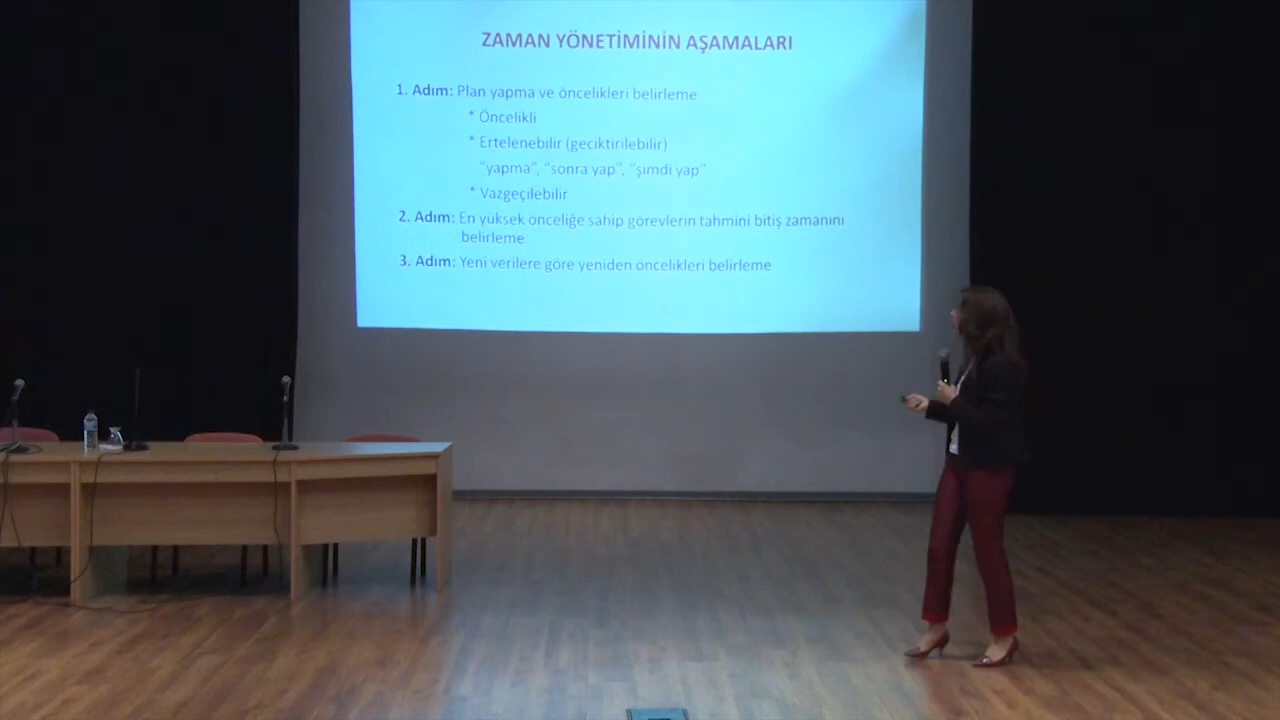 ZAMAN YÖNETİMİNİN AŞAMALARI
1. Adım: Plan yapma ve öncelikleri belirleme
* Öncelikli
* Ertelenebilir (geciktirilebilir)
“yapma”, “sonra yap”, “şimdi yap”
* Vazgeçilebilir
2. Adım: En yüksek önceliğe sahip görevlerin tahmini bitiş zamanını
belirleme
3. Adım: Yeni verilere göre yeniden öncelikleri belirleme